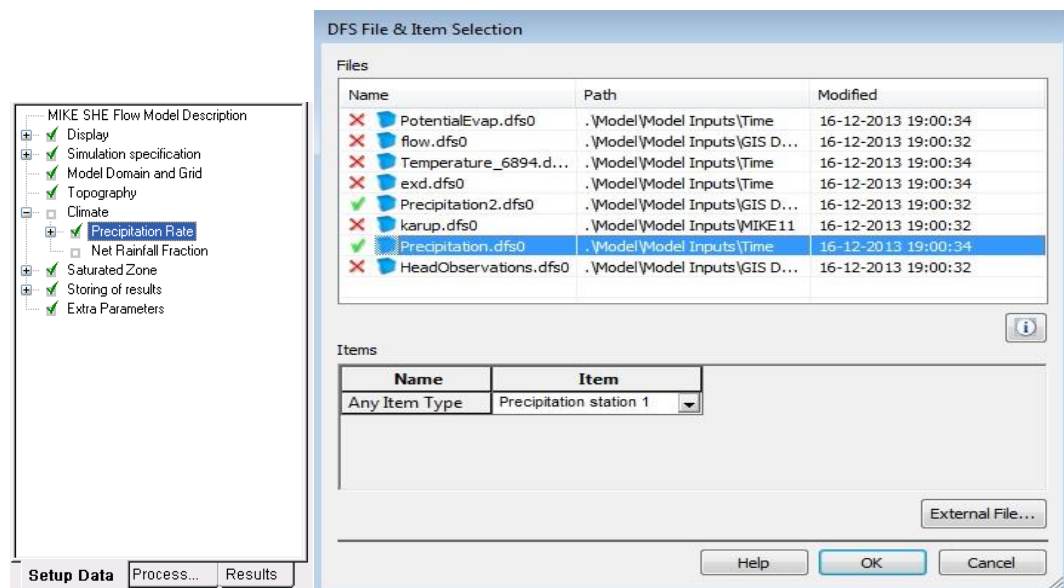 MIKE SHE Flow Model Description
Display
Simulation specification
Model Domain and Grid
Topography
Climate
Precipitation Rate
Net Rainfall Fraction
Saturated Zone
Storing of results
Extra Parameters
Setup Data Process... Results
DFS File & Item Selection
Files
Name Path Modified
PotentialEvap.dfs0 .\Model\Model Inputs\Time 16-12-2013 19:00:34
flow.dfs0 .\Model\Model Inputs\GIS D... 16-12-2013 19:00:32
Temperature_6894.d... .\Model\Model Inputs\Time 16-12-2013 19:00:34
exd.dfs0 .\Model\Model Inputs\Time 16-12-2013 19:00:34
Precipitation2.dfs0 .\Model\Model Inputs\GIS D... 16-12-2013 19:00:32
karup.dfs0 .\Model\Model Inputs\MIKE11 16-12-2013 19:00:32
Precipitation.dfs0 .\Model\Model Inputs\Time 16-12-2013 19:00:34
HeadObservations.dfs0 .\Model\Model Inputs\GIS D... 16-12-2013 19:00:32
Items
Name Item
Any Item Type Precipitation station 1
External File...
Help OK Cancel